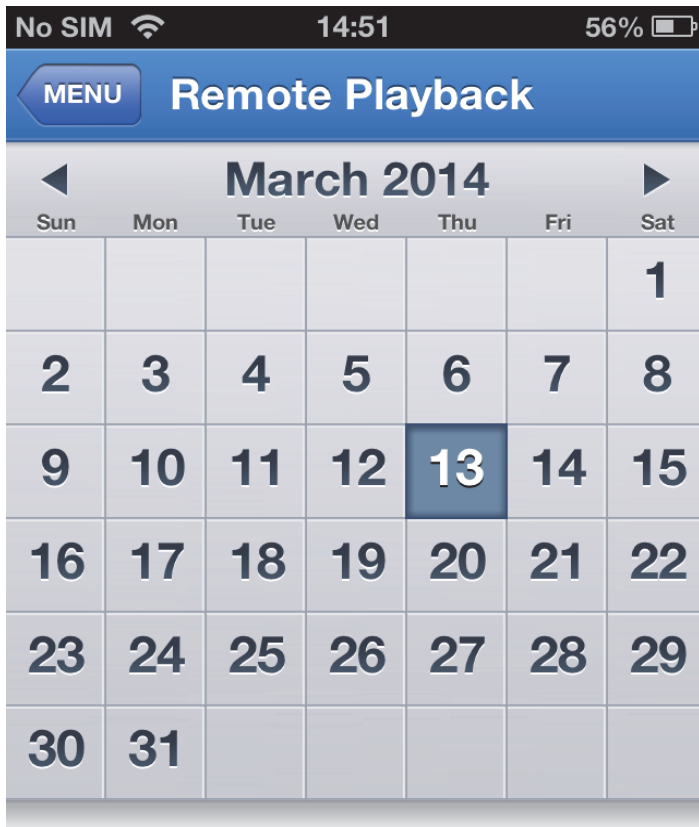 No SIM 14:51 56%
MENU Remote Playback
March 2014
Sun Mon Tue Wed Thu Fri Sat
1
2 3 4 5 6 7 8
9 10 11 12 13 14 15
16 17 18 19 20 21 22
23 24 25 26 27 28 29
30 31